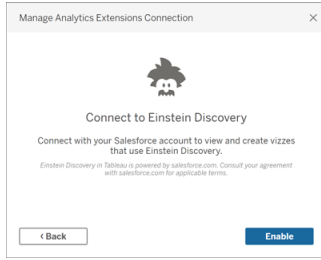 Manage Analytics Extensions Connection
Connect to Einstein Discovery
Connect with your Salesforce account to view and create vizzes
that use Einstein Discovery.
Einstein Discovery in Tableau is powered by salesforce.com. Consult your agreement
with salesforce.com for applicable terms.
‹ Back
Enable